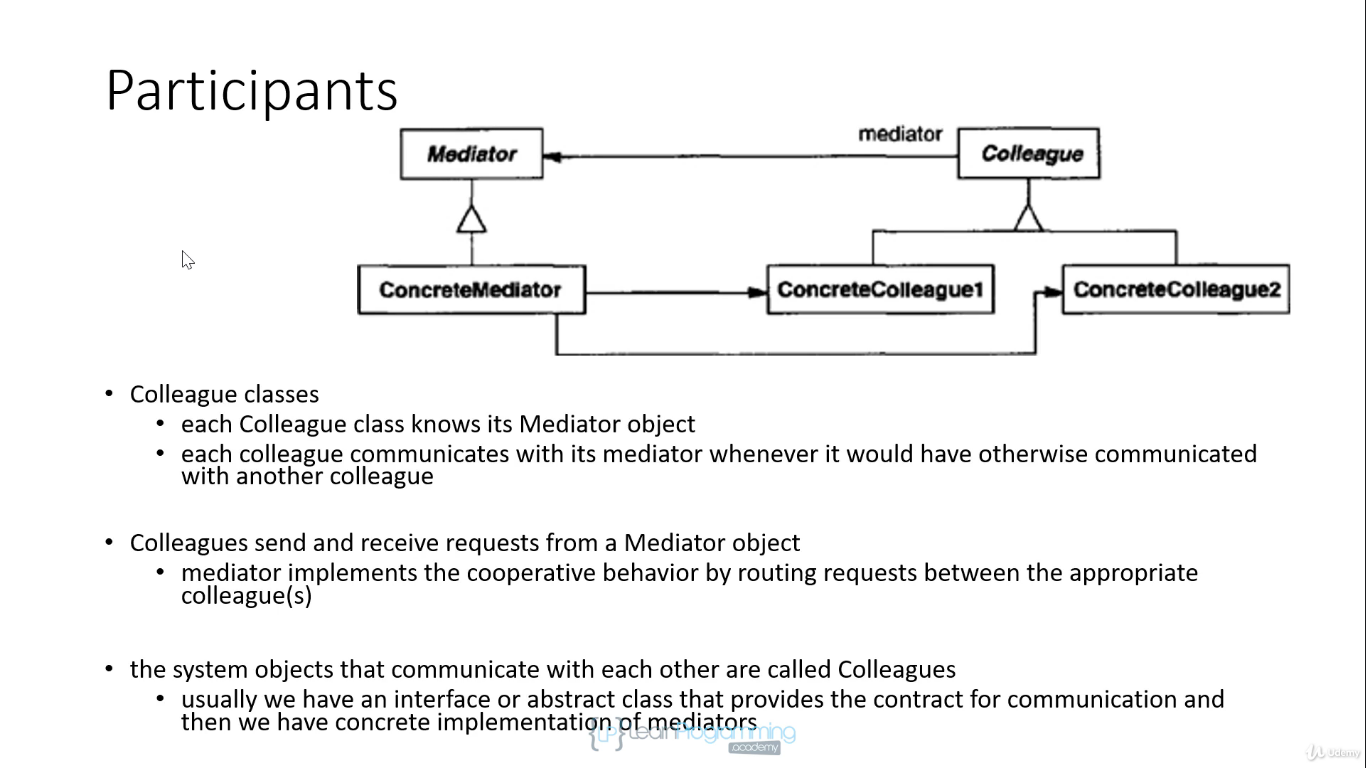 Participants
mediator
Mediator
Colleague
ConcreteMediator
ConcreteColleague1
ConcreteColleague2
• Colleague classes
• each Colleague class knows its Mediator object
• each colleague communicates with its mediator whenever it would have otherwise communicated
with another colleague
• Colleagues send and receive requests from a Mediator object
• mediator implements the cooperative behavior by routing requests between the appropriate
colleague(s)
• the system objects that communicate with each other are called Colleagues
• usually we have an interface or abstract class that provides the contract for communication and
then we have concrete implementation of mediators
{LP} LearnProgramming
.academy
Udemy